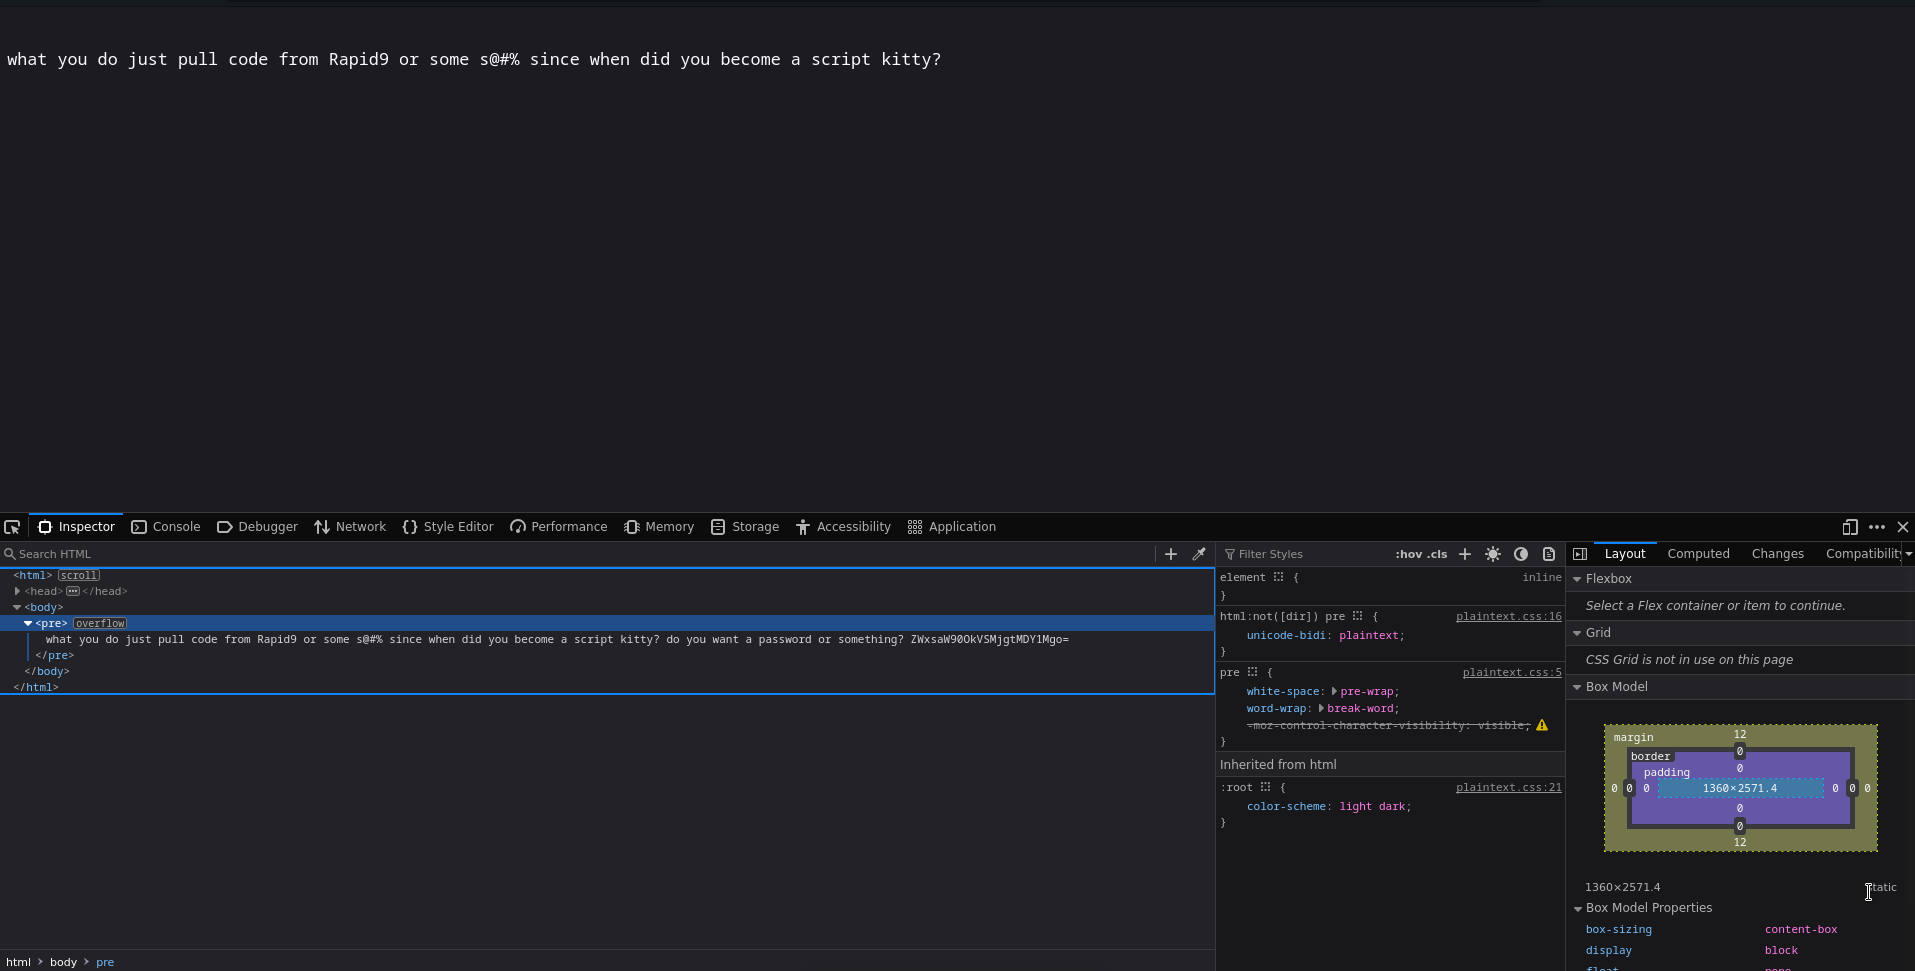 what you do just pull code from Rapid9 or some s@#% since when did you become a script kitty?
Inspector Console Debugger Network Style Editor Performance Memory Storage Accessibility Application
Search HTML
<html> scroll
<head> </head>
<body>
<pre> overflow
what you do just pull code from Rapid9 or some s@#% since when did you become a script kitty? do you want a password or something? ZWxsaW90OkVSMjgtMDY1Mgo=
</pre>
</body>
</html>
html > body > pre
Filter Styles :hov .cls +
element { inline
}
html:not([dir]) pre { plaintext.css:16
unicode-bidi: plaintext;
}
pre { plaintext.css:5
white-space: pre-wrap;
word-wrap: break-word;
-moz-control-character-visibility: visible;
}
Inherited from html
:root { plaintext.css:21
color-scheme: light dark;
}
Layout Computed Changes
Flexbox
Select a Flex container or item to continue.
Grid
CSS Grid is not in use on this page
Box Model
margin 12
border 0
padding 0
0 0 0 1360×2571.4 0 0 0
0
0
12
1360×2571.4
Box Model Properties
box-sizing content-box
display block